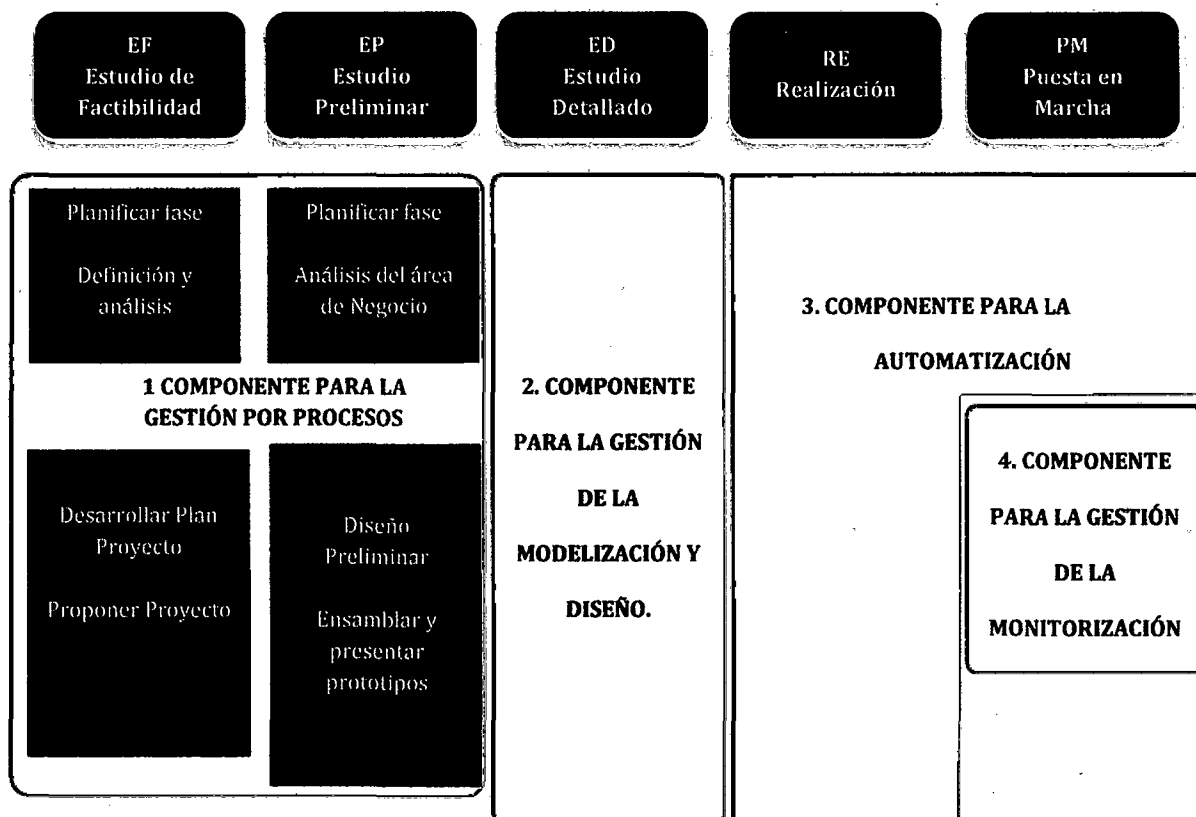 EF
Estudio de
Factibilidad
EP
Estudio
Preliminar
ED
Estudio
Detallado
RE
Realización
PM
Puesta en
Marcha
Planificar fase
Definición y
análisis
Planificar fase
Análisis del área
de Negocio
1 COMPONENTE PARA LA
GESTIÓN POR PROCESOS
Desarrollar Plan
Proyecto
Proponer Proyecto
Diseño
Preliminar
Ensamblar y
presentar
prototipos
2. COMPONENTE
PARA LA GESTIÓN
DE LA
MODELIZACIÓN Y
DISEÑO.
3. COMPONENTE PARA LA
AUTOMATIZACIÓN
4. COMPONENTE
PARA LA GESTIÓN
DE LA
MONITORIZACIÓN